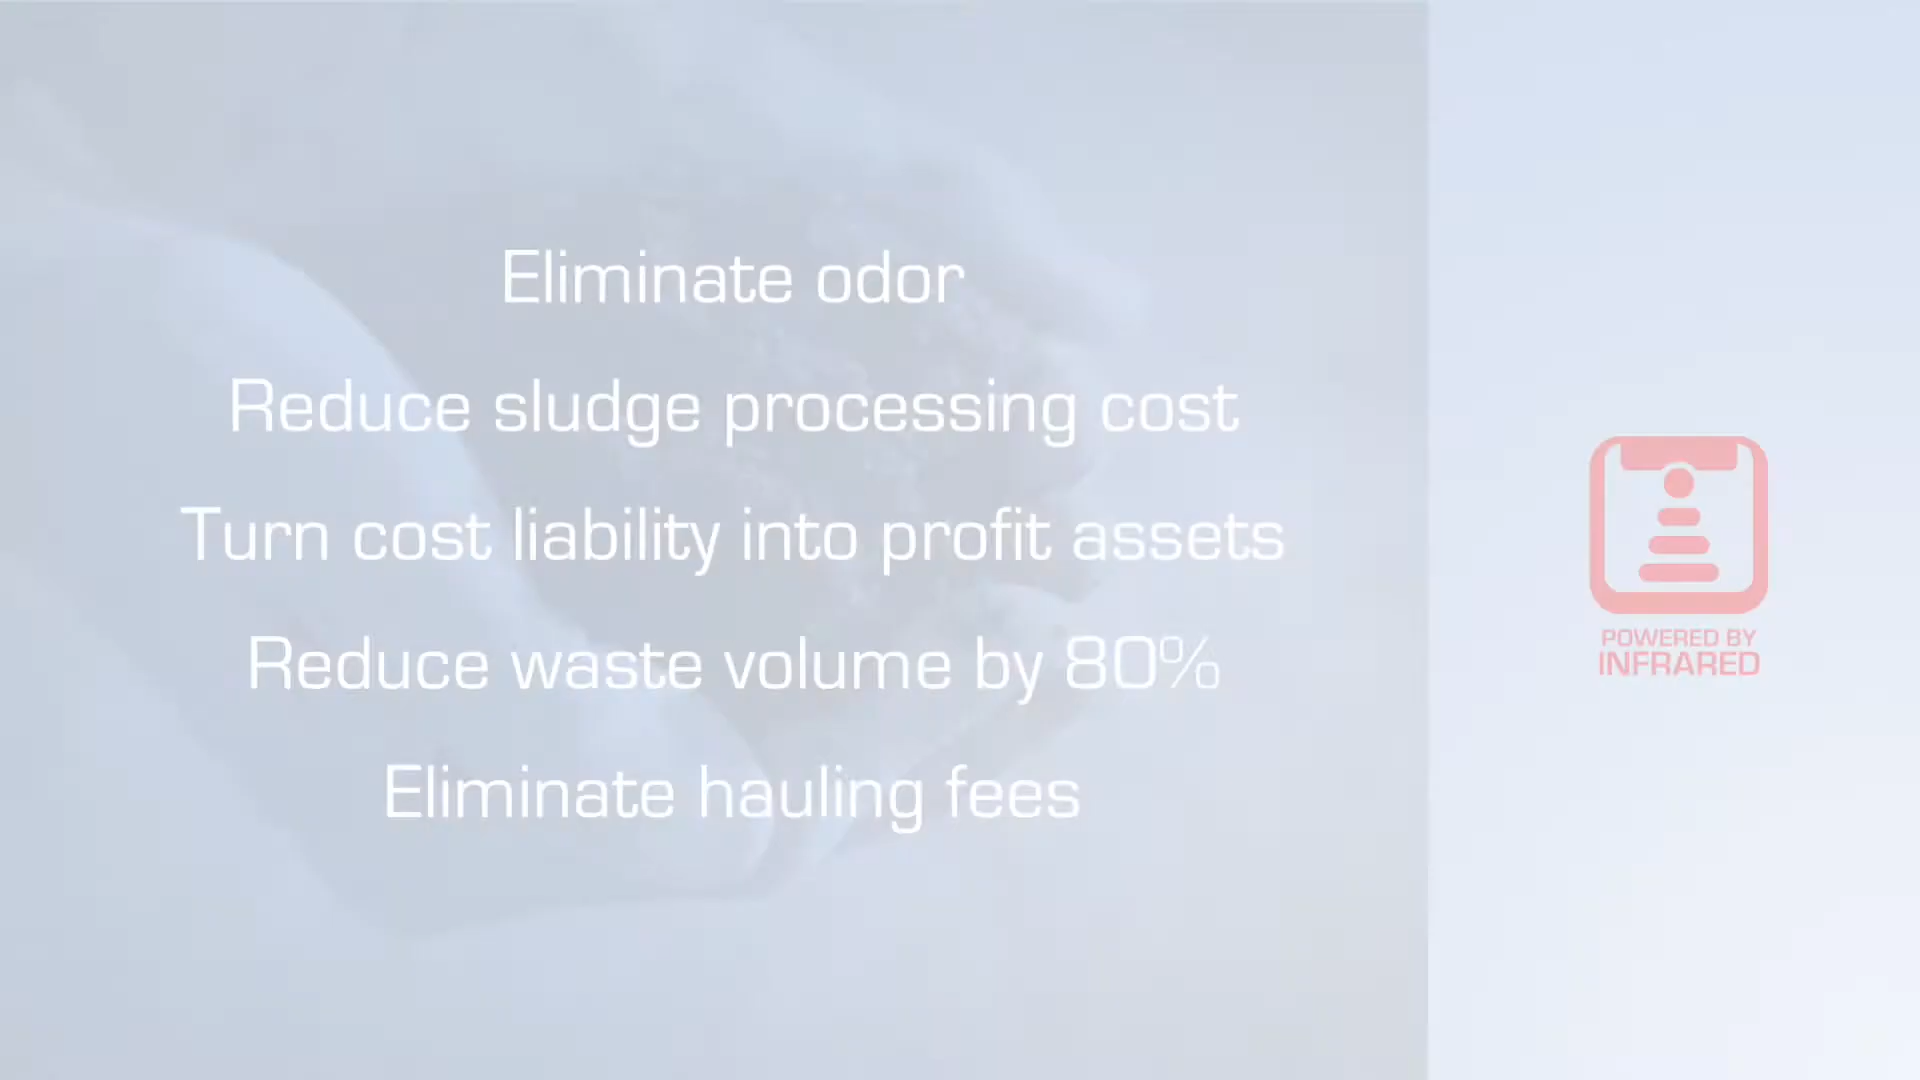 Eliminate odor
Reduce sludge processing cost
Turn cost liability into profit assets
Reduce waste volume by 80%
Eliminate hauling fees
POWERED BY
INFRARED